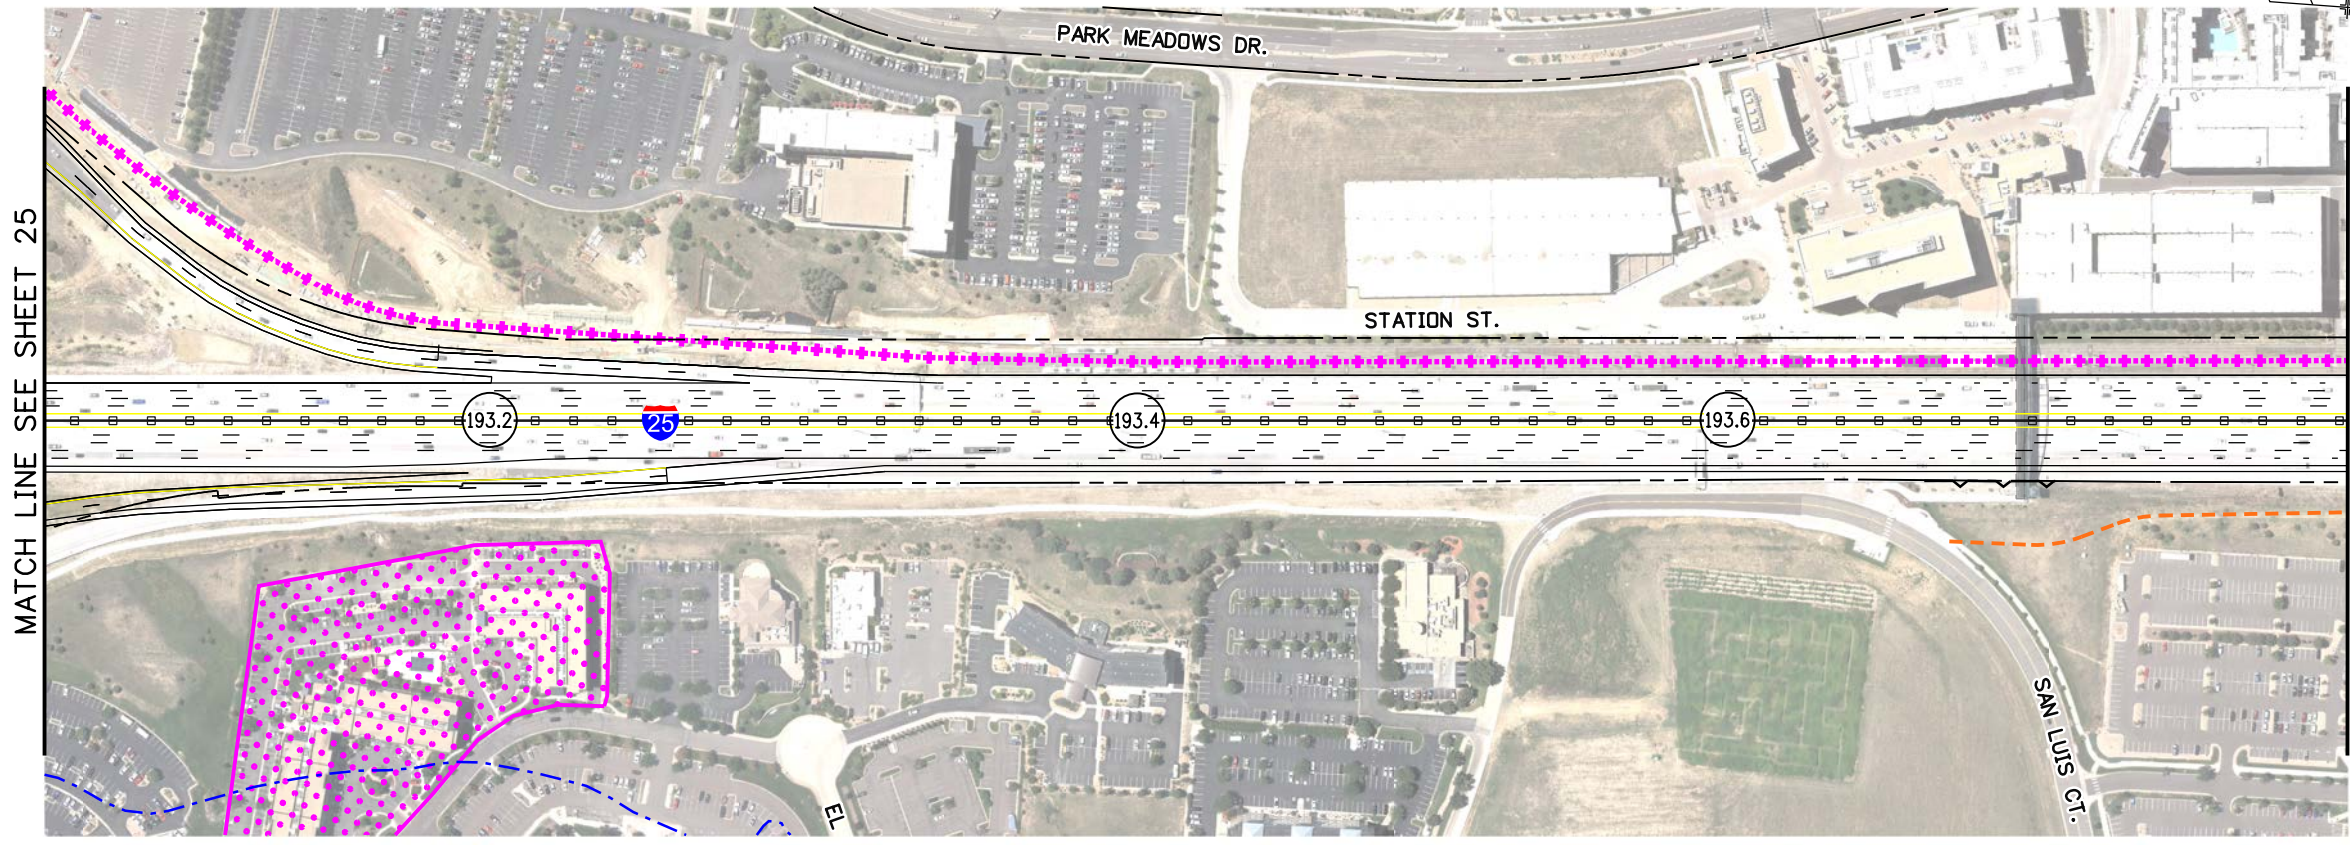 PARK MEADOWS DR.
MATCH LINE SEE SHEET 25
STATION ST.
193.2
25
193.4
193.6
SAN LUIS CT.
EL